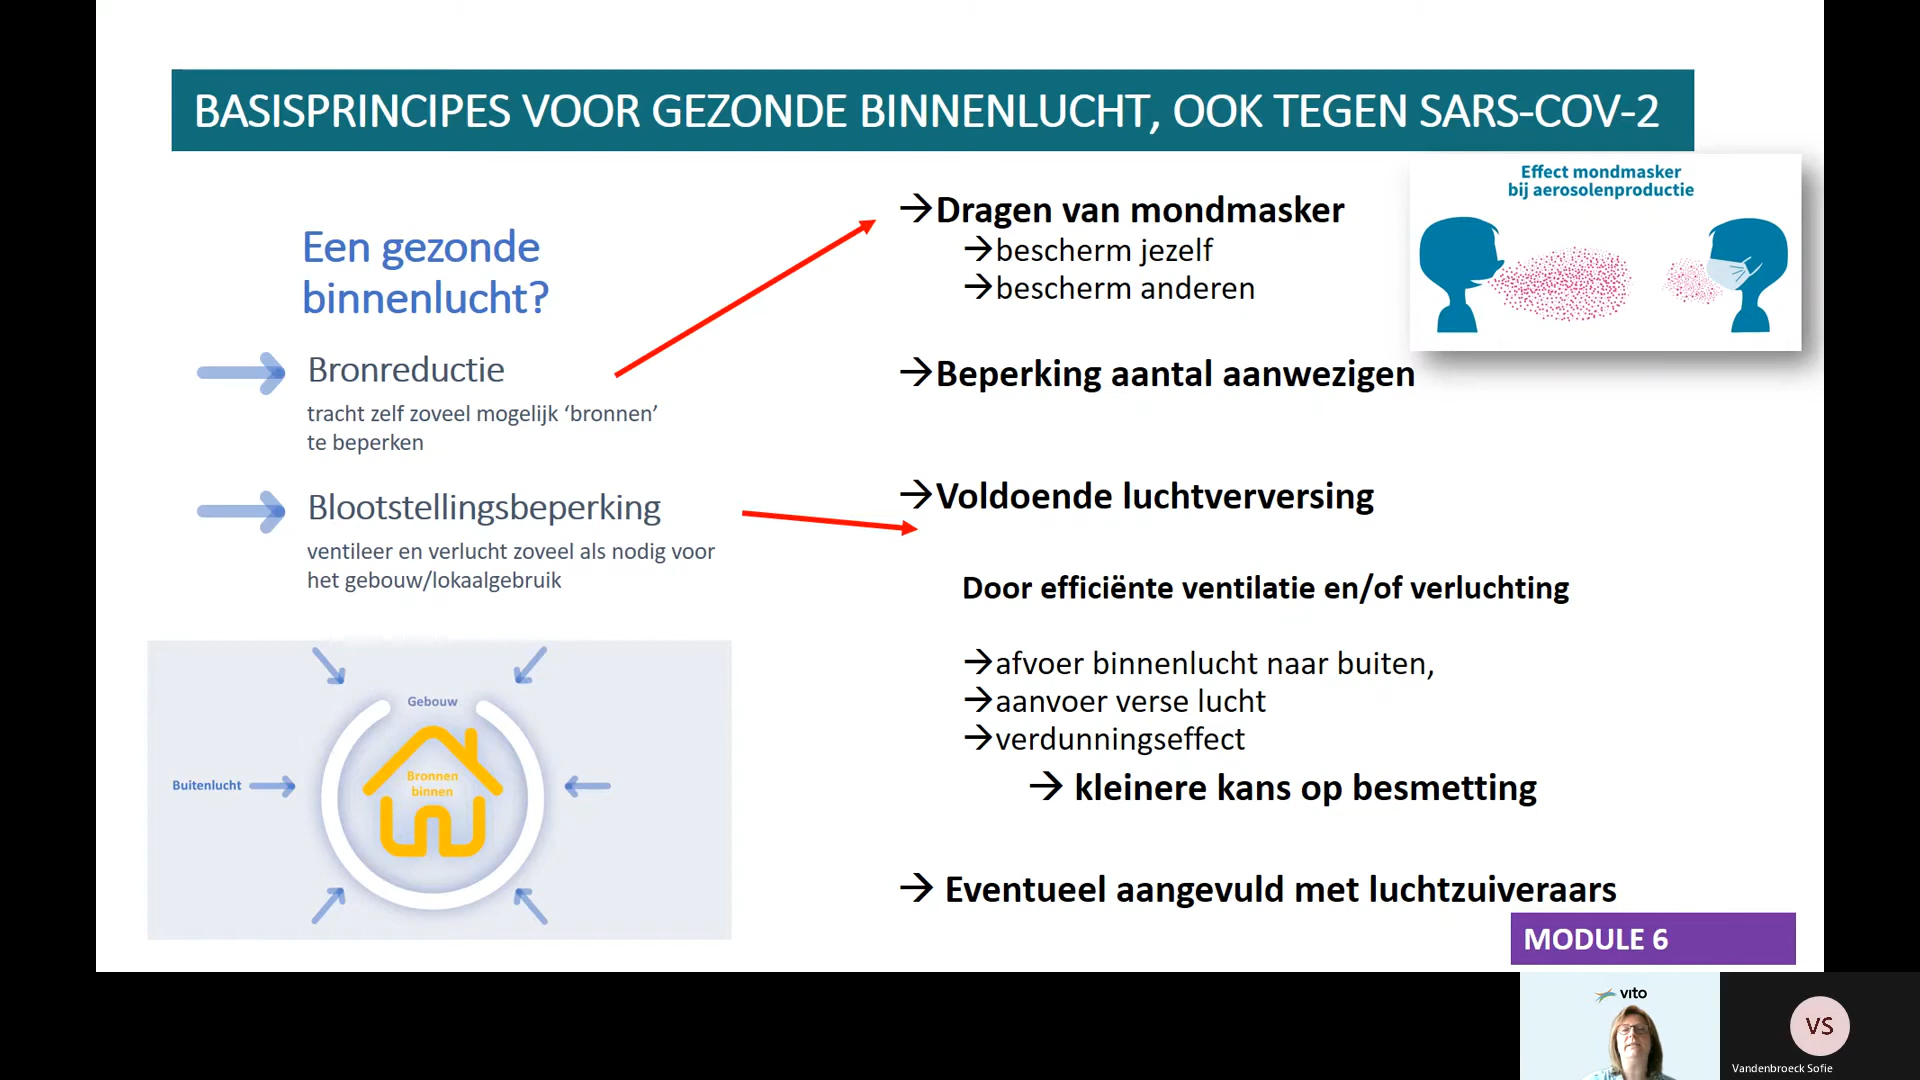 BASISPRINCIPES VOOR GEZONDE BINNENLUCHT, OOK TEGEN SARS-COV-2
Een gezonde
binnenlucht?
Bronreductie
tracht zelf zoveel mogelijk ‘bronnen’
te beperken
Blootstellingsbeperking
ventileer en verlucht zoveel als nodig voor
het gebouw/lokaalgebruik
Gebouw
Bronnen
binnen
Buitenlucht
→Dragen van mondmasker
→bescherm jezelf
→bescherm anderen
→Beperking aantal aanwezigen
→Voldoende luchtverversing
Door efficiënte ventilatie en/of verluchting
→afvoer binnenlucht naar buiten,
→aanvoer verse lucht
→verdunningseffect
→ kleinere kans op besmetting
→ Eventueel aangevuld met luchtzuiveraars
Effect mondmasker
bij aerosolenproductie
MODULE 6
vito
VS
Vandenbroeck Sofie